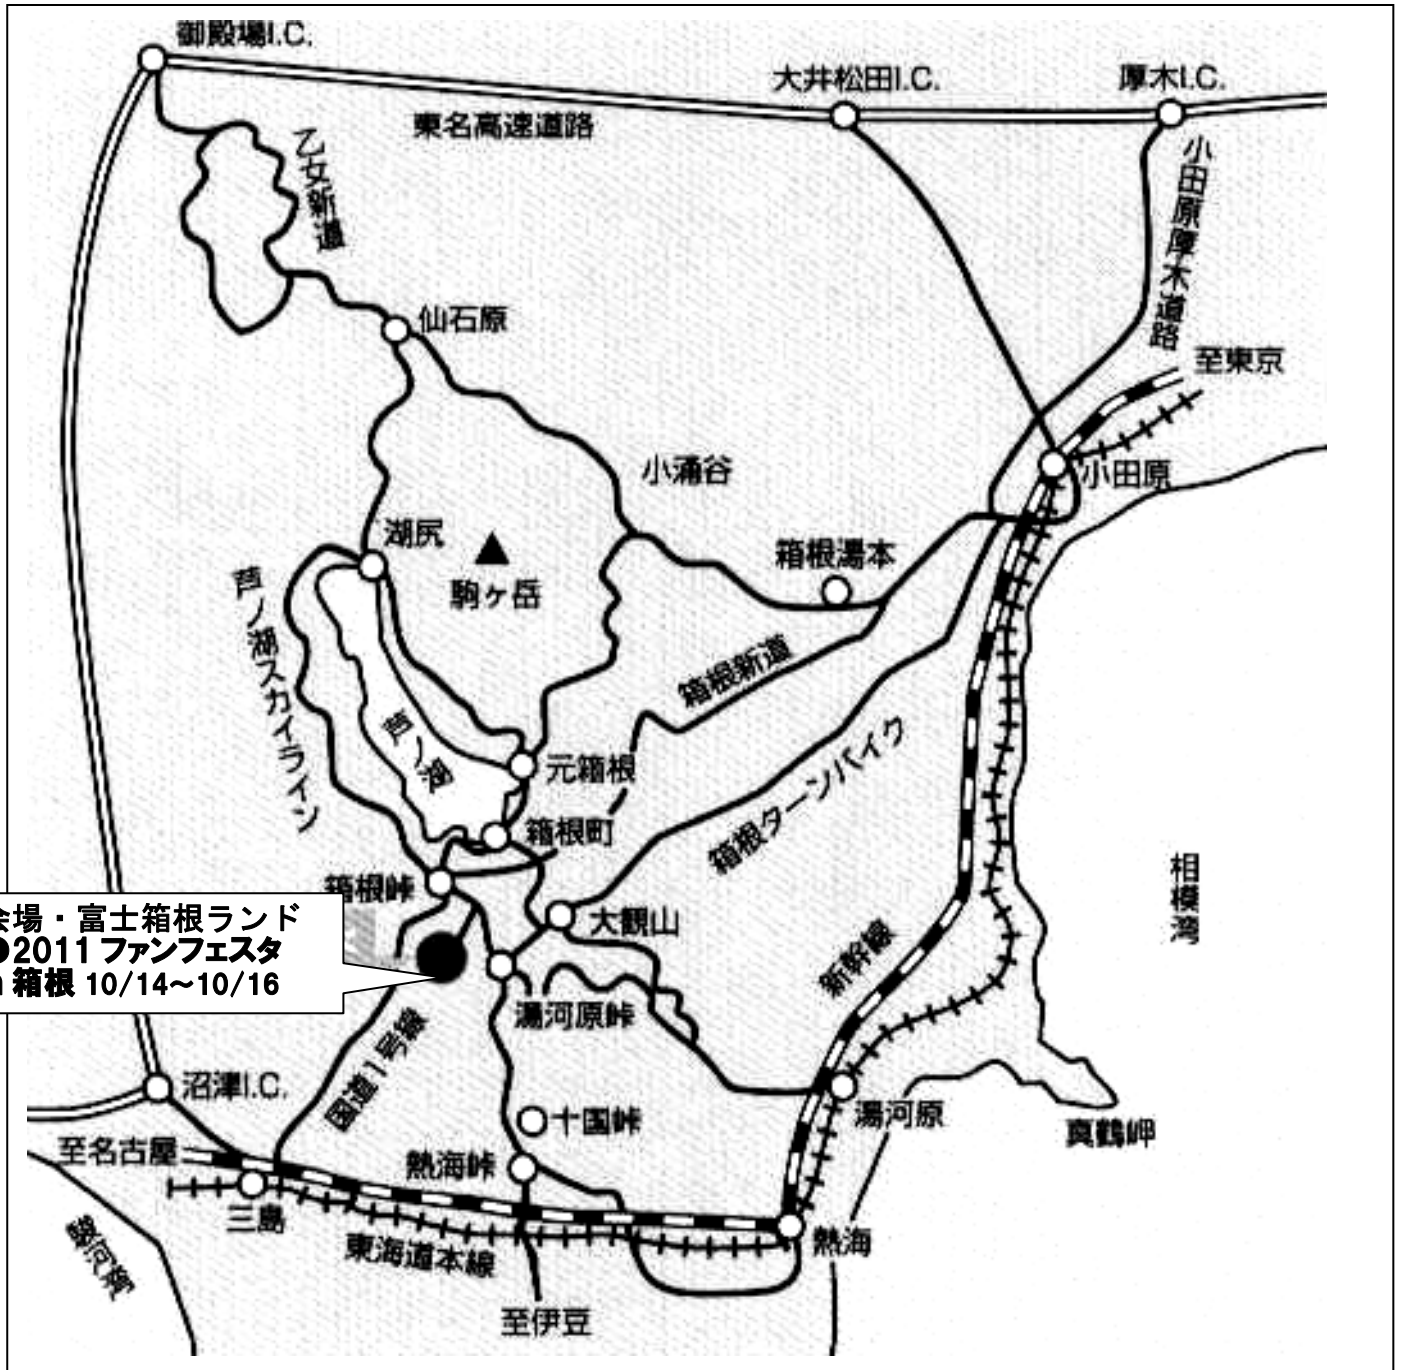 御殿場I.C.
大井松田I.C.
厚木I.C.
東名高速道路
乙女新道
小田原厚木道路
仙石原
至東京
小涌谷
小田原
湖尻
箱根湯本
駒ヶ岳
芦ノ湖スカイライン
箱根新道
芦ノ湖
元箱根
箱根ターンパイク
箱根町
相模湾
箱根峠
会場・富士箱根ランド
●2011 ファンフェスタ
箱根 10/14～10/16
大観山
新幹線
湯河原峠
国道1号線
沼津I.C.
湯河原
十国峠
真鶴岬
至名古屋
熱海峠
三島
熱海
駿河湾
東海道本線
至伊豆